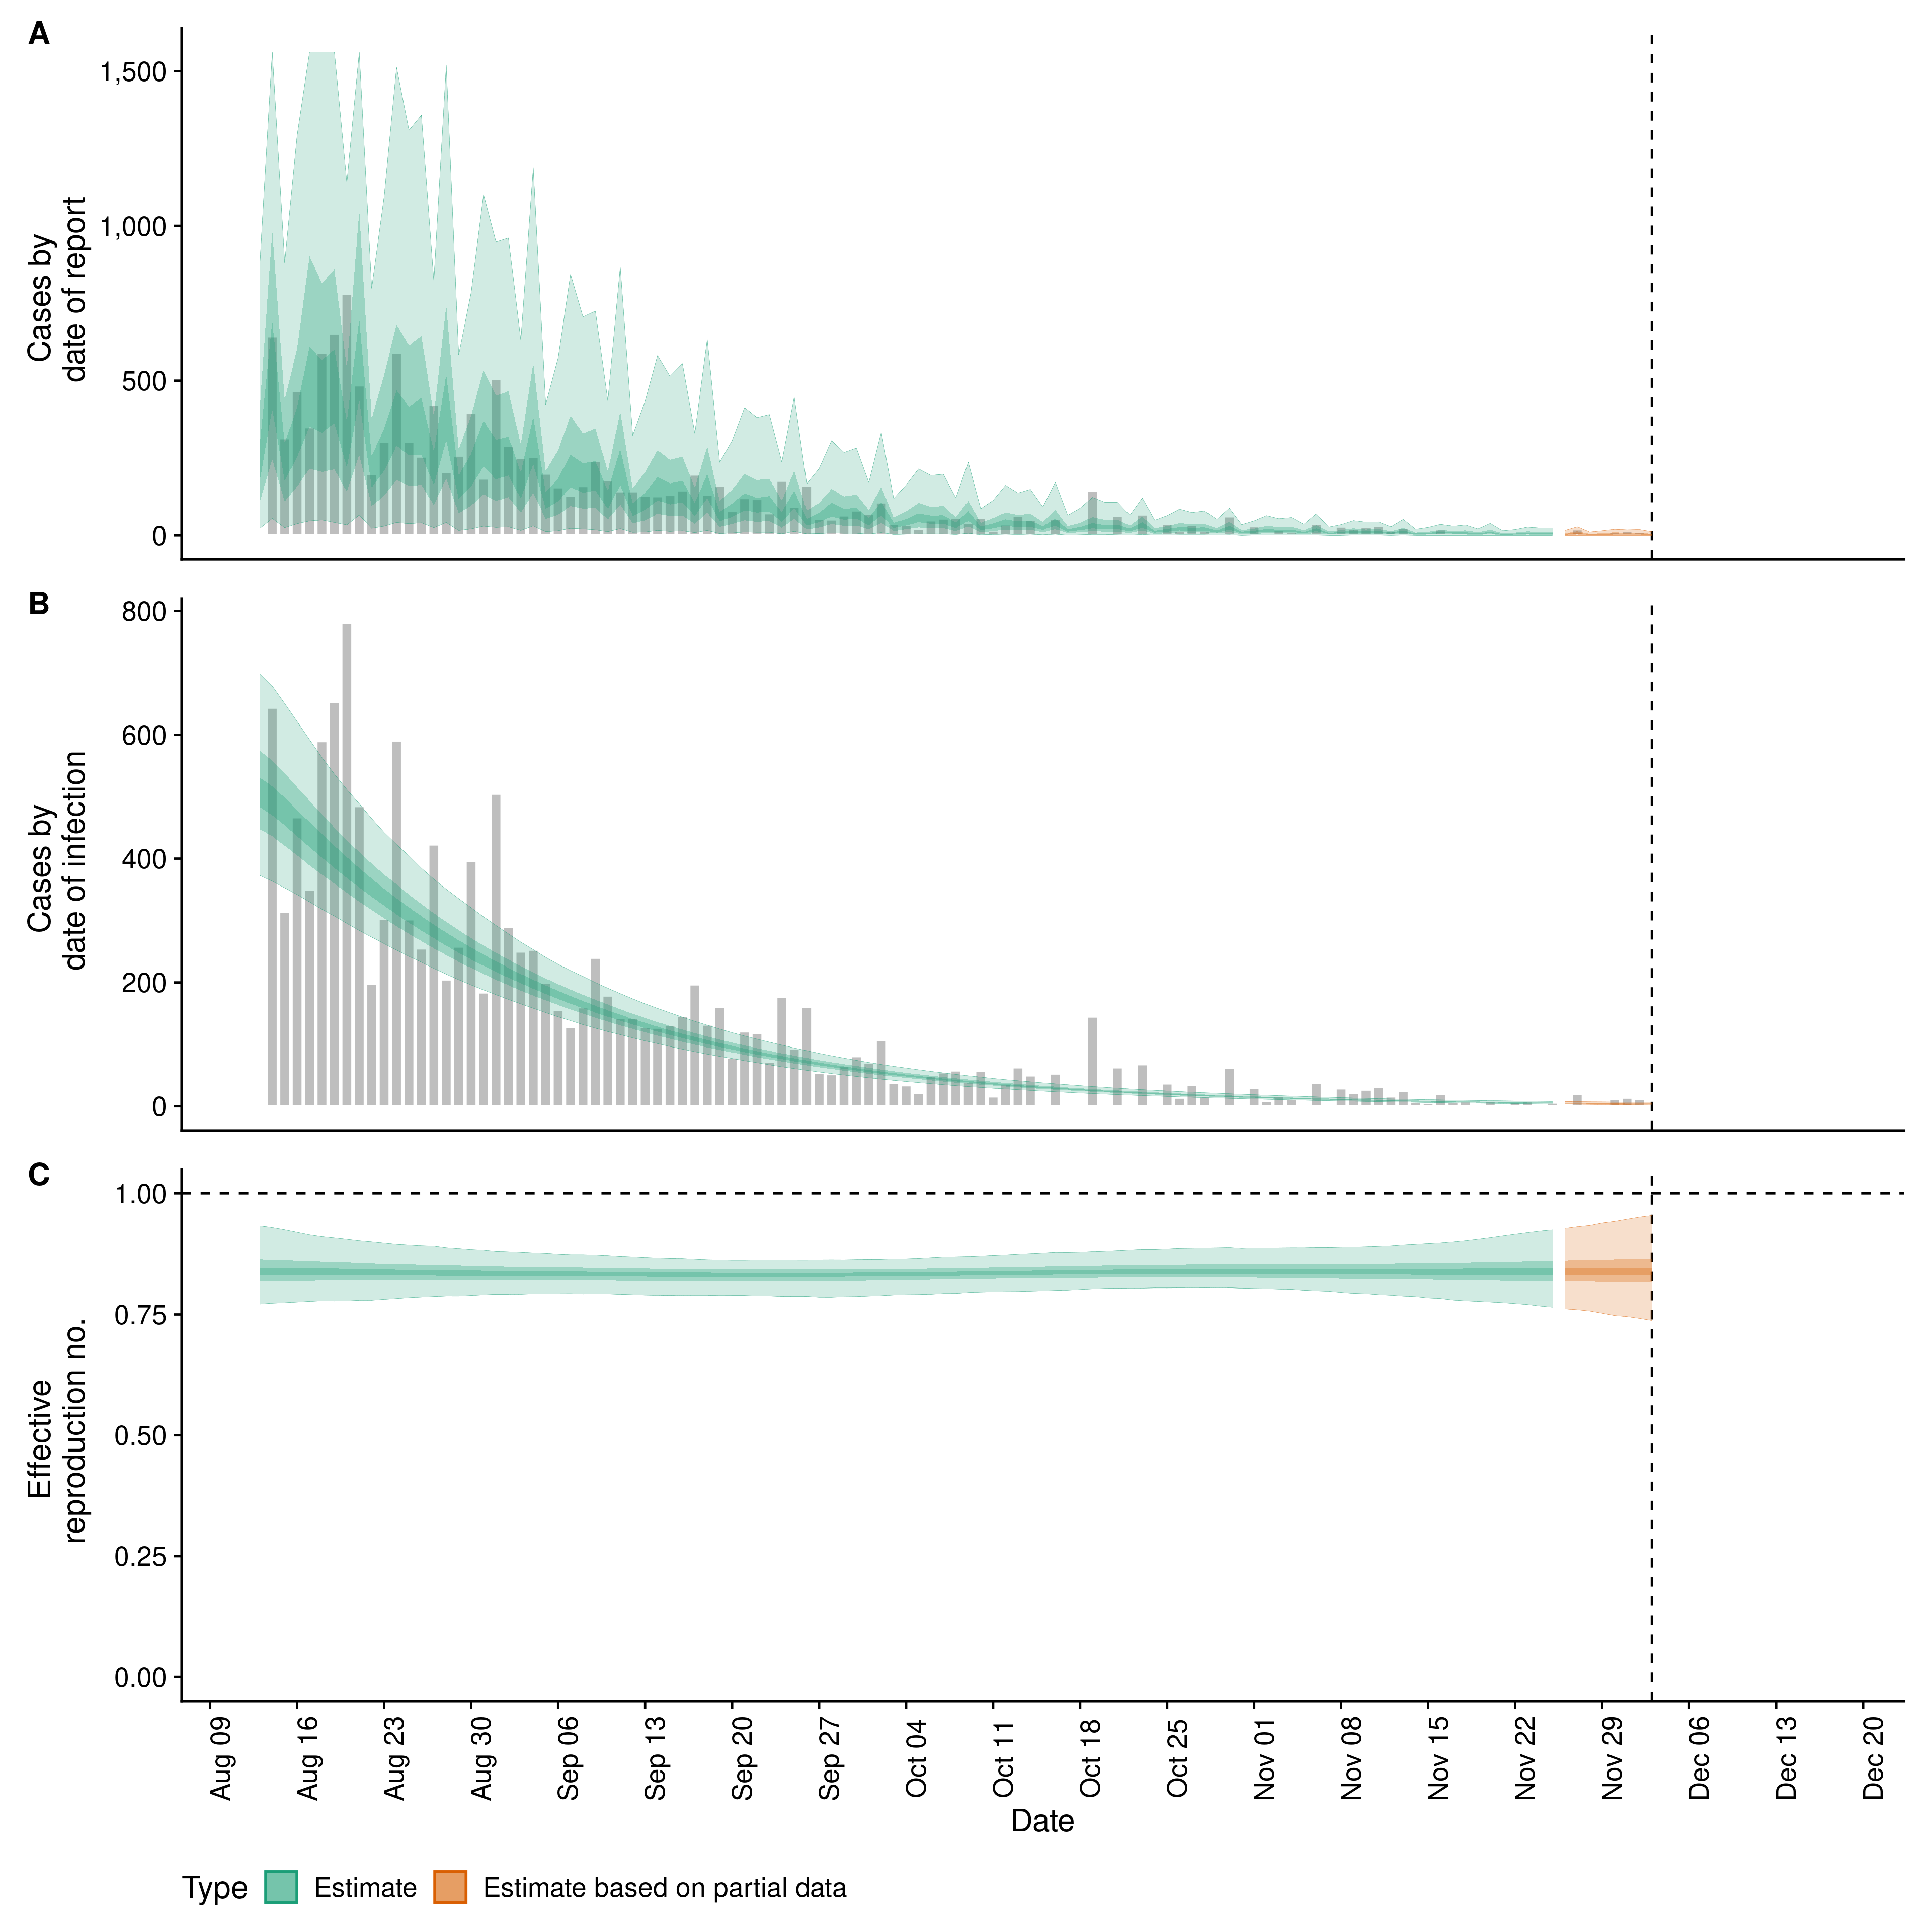 A
Cases by
date of report
1,500
1,000
500
0
B
Cases by
date of infection
800
600
400
200
0
C
Effective
reproduction no.
1.00
0.75
0.50
0.25
0.00
Aug 09
Aug 16
Aug 23
Aug 30
Sep 06
Sep 13
Sep 20
Sep 27
Oct 04
Oct 11
Oct 18
Oct 25
Nov 01
Nov 08
Nov 15
Nov 22
Nov 29
Dec 06
Dec 13
Dec 20
Date
Type Estimate Estimate based on partial data